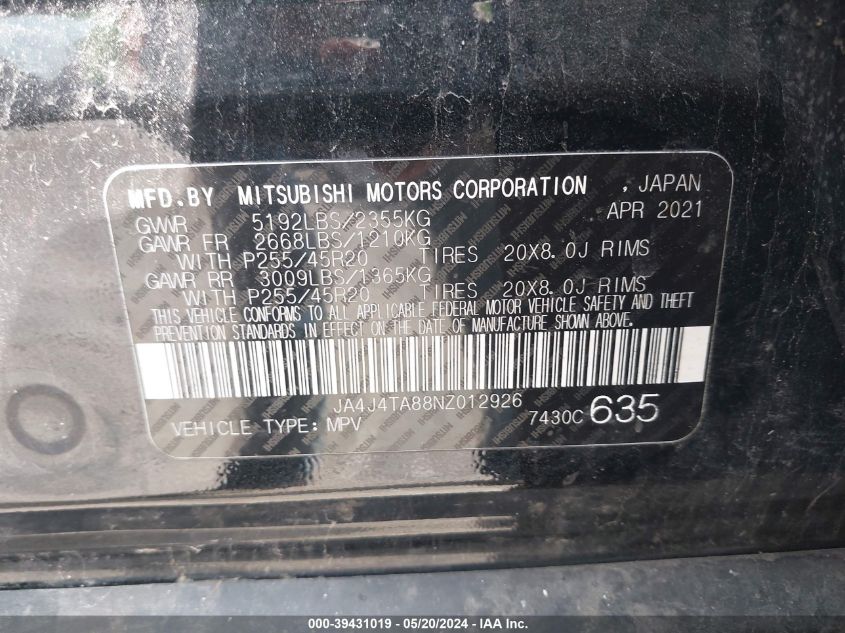 MFD.BY MITSUBISHI MOTORS CORPORATION , JAPAN
GVWR 5192LBS/2355KG APR 2021
GAWR FR 2668LBS/1210KG
WITH P255/45R20 TIRES 20X8.0J RIMS
GAWR RR 3009LBS/1365KG
WITH P255/45R20 TIRES 20X8.0J RIMS
THIS VEHICLE CONFORMS TO ALL APPLICABLE FEDERAL MOTOR VEHICLE SAFETY AND THEFT
PREVENTION STANDARDS IN EFFECT ON THE DATE OF MANUFACTURE SHOWN ABOVE.
JA4J4TA88NZ012926
VEHICLE TYPE: MPV 7430C 635
000-39431019 - 05/20/2024 - © IAA, Inc.